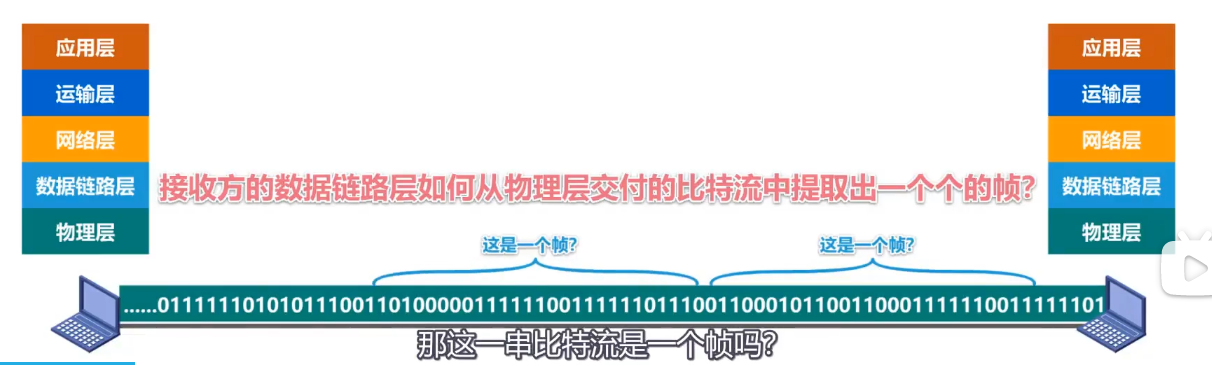 应用层
运输层
网络层
数据链路层
物理层
应用层
运输层
网络层
数据链路层
物理层
接收方的数据链路层如何从物理层交付的比特流中提取出一个个的帧?
这是一个帧?
这是一个帧?
......01111110101011100110100000111111001111110111001100010110011000111111001111110​1
那这一串比特流是一个帧吗?